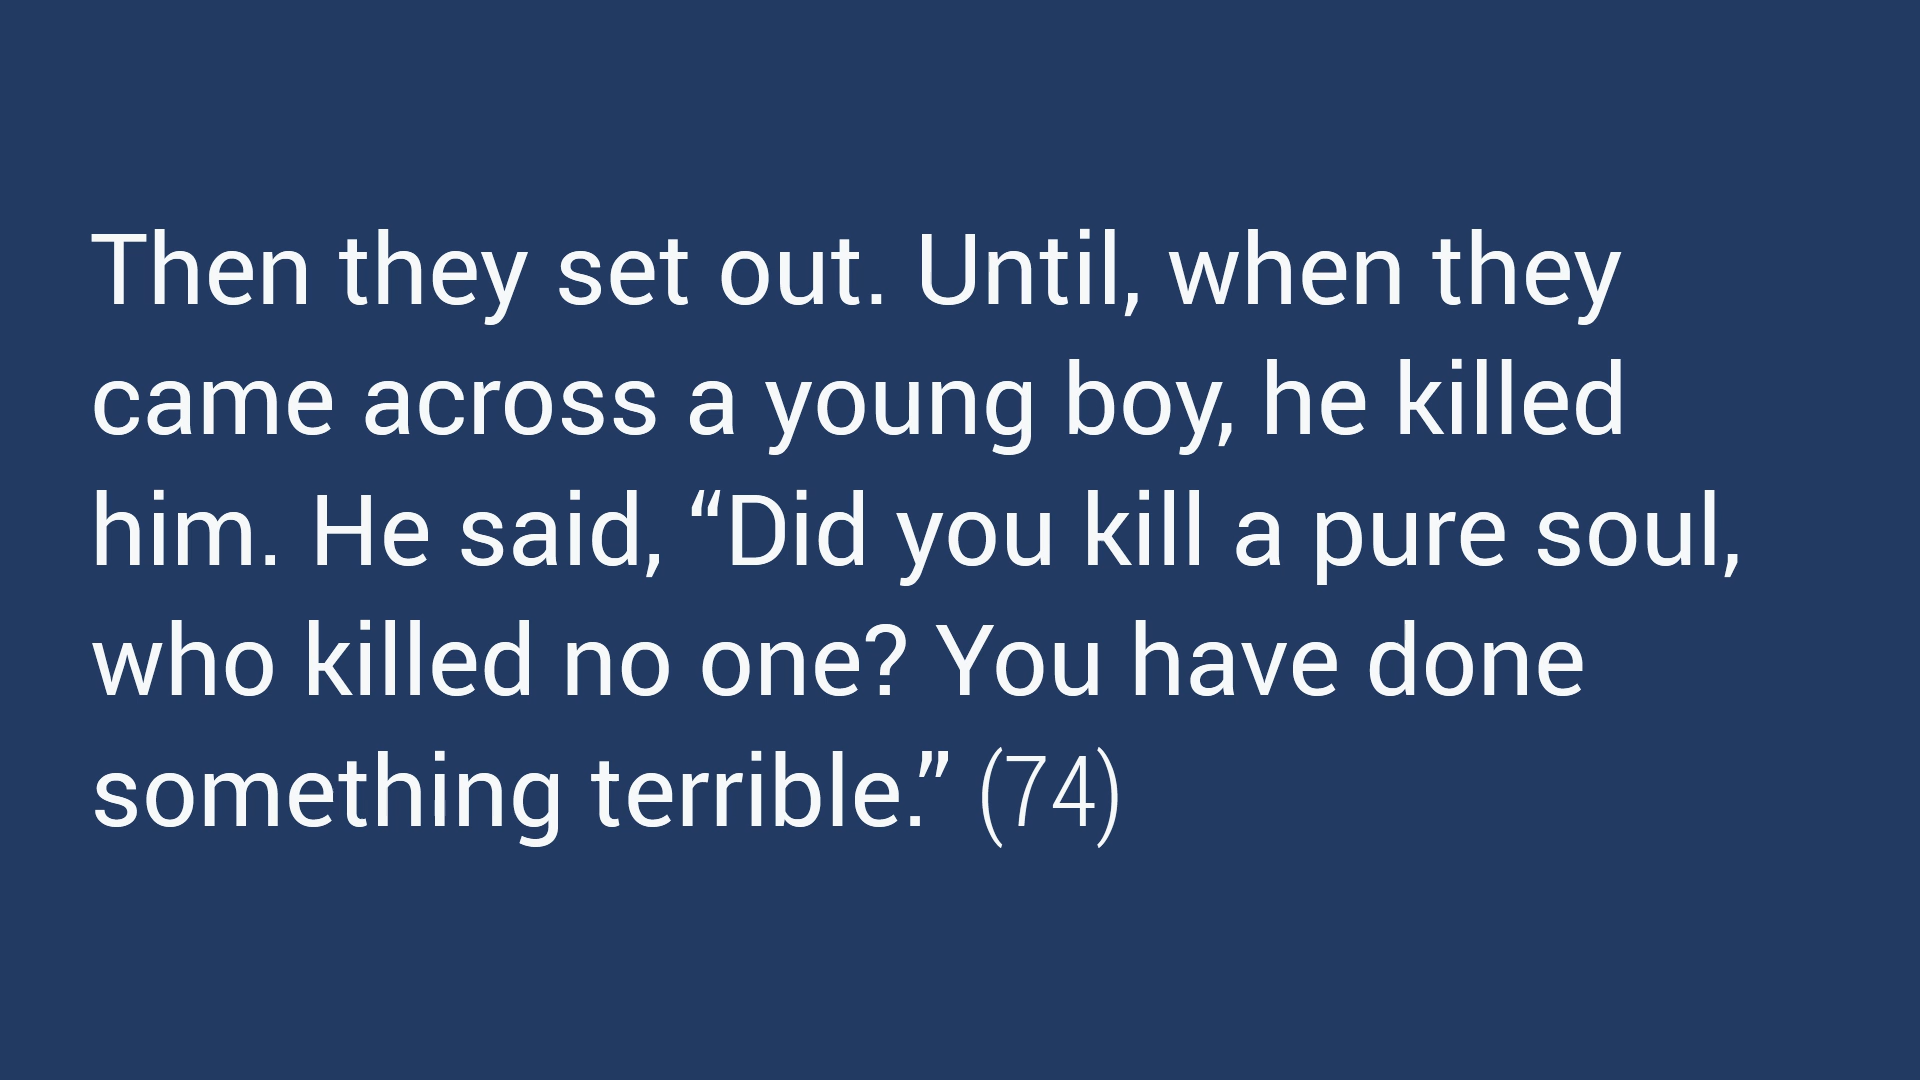 Then they set out. Until, when they
came across a young boy, he killed
him. He said, “Did you kill a pure soul,
who killed no one? You have done
something terrible.” (74)